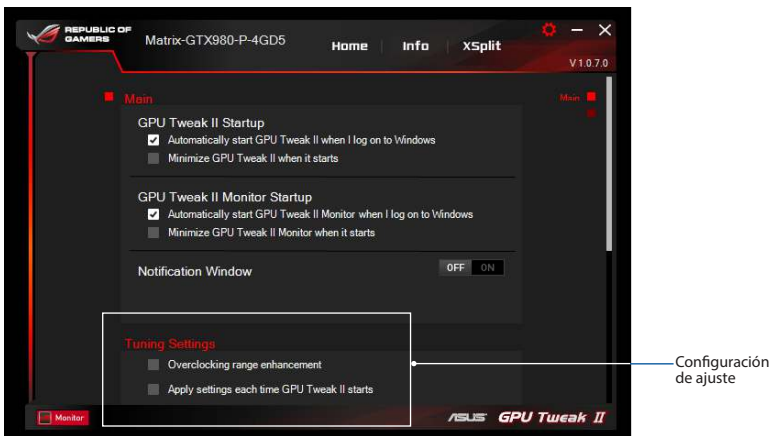 REPUBLIC OF
GAMERS
Matrix-GTX980-P-4GD5
Home
Info
XSplit
V 1.0.7.0
Main
Main
GPU Tweak II Startup
Automatically start GPU Tweak II when I log on to Windows
Minimize GPU Tweak II when it starts
GPU Tweak II Monitor Startup
Automatically start GPU Tweak II Monitor when I log on to Windows
Minimize GPU Tweak II Monitor when it starts
Notification Window
OFF ON
Tuning Settings
Overclocking range enhancement
Apply settings each time GPU Tweak II starts
Configuración
de ajuste
Monitor
ASUS GPU Tweak II